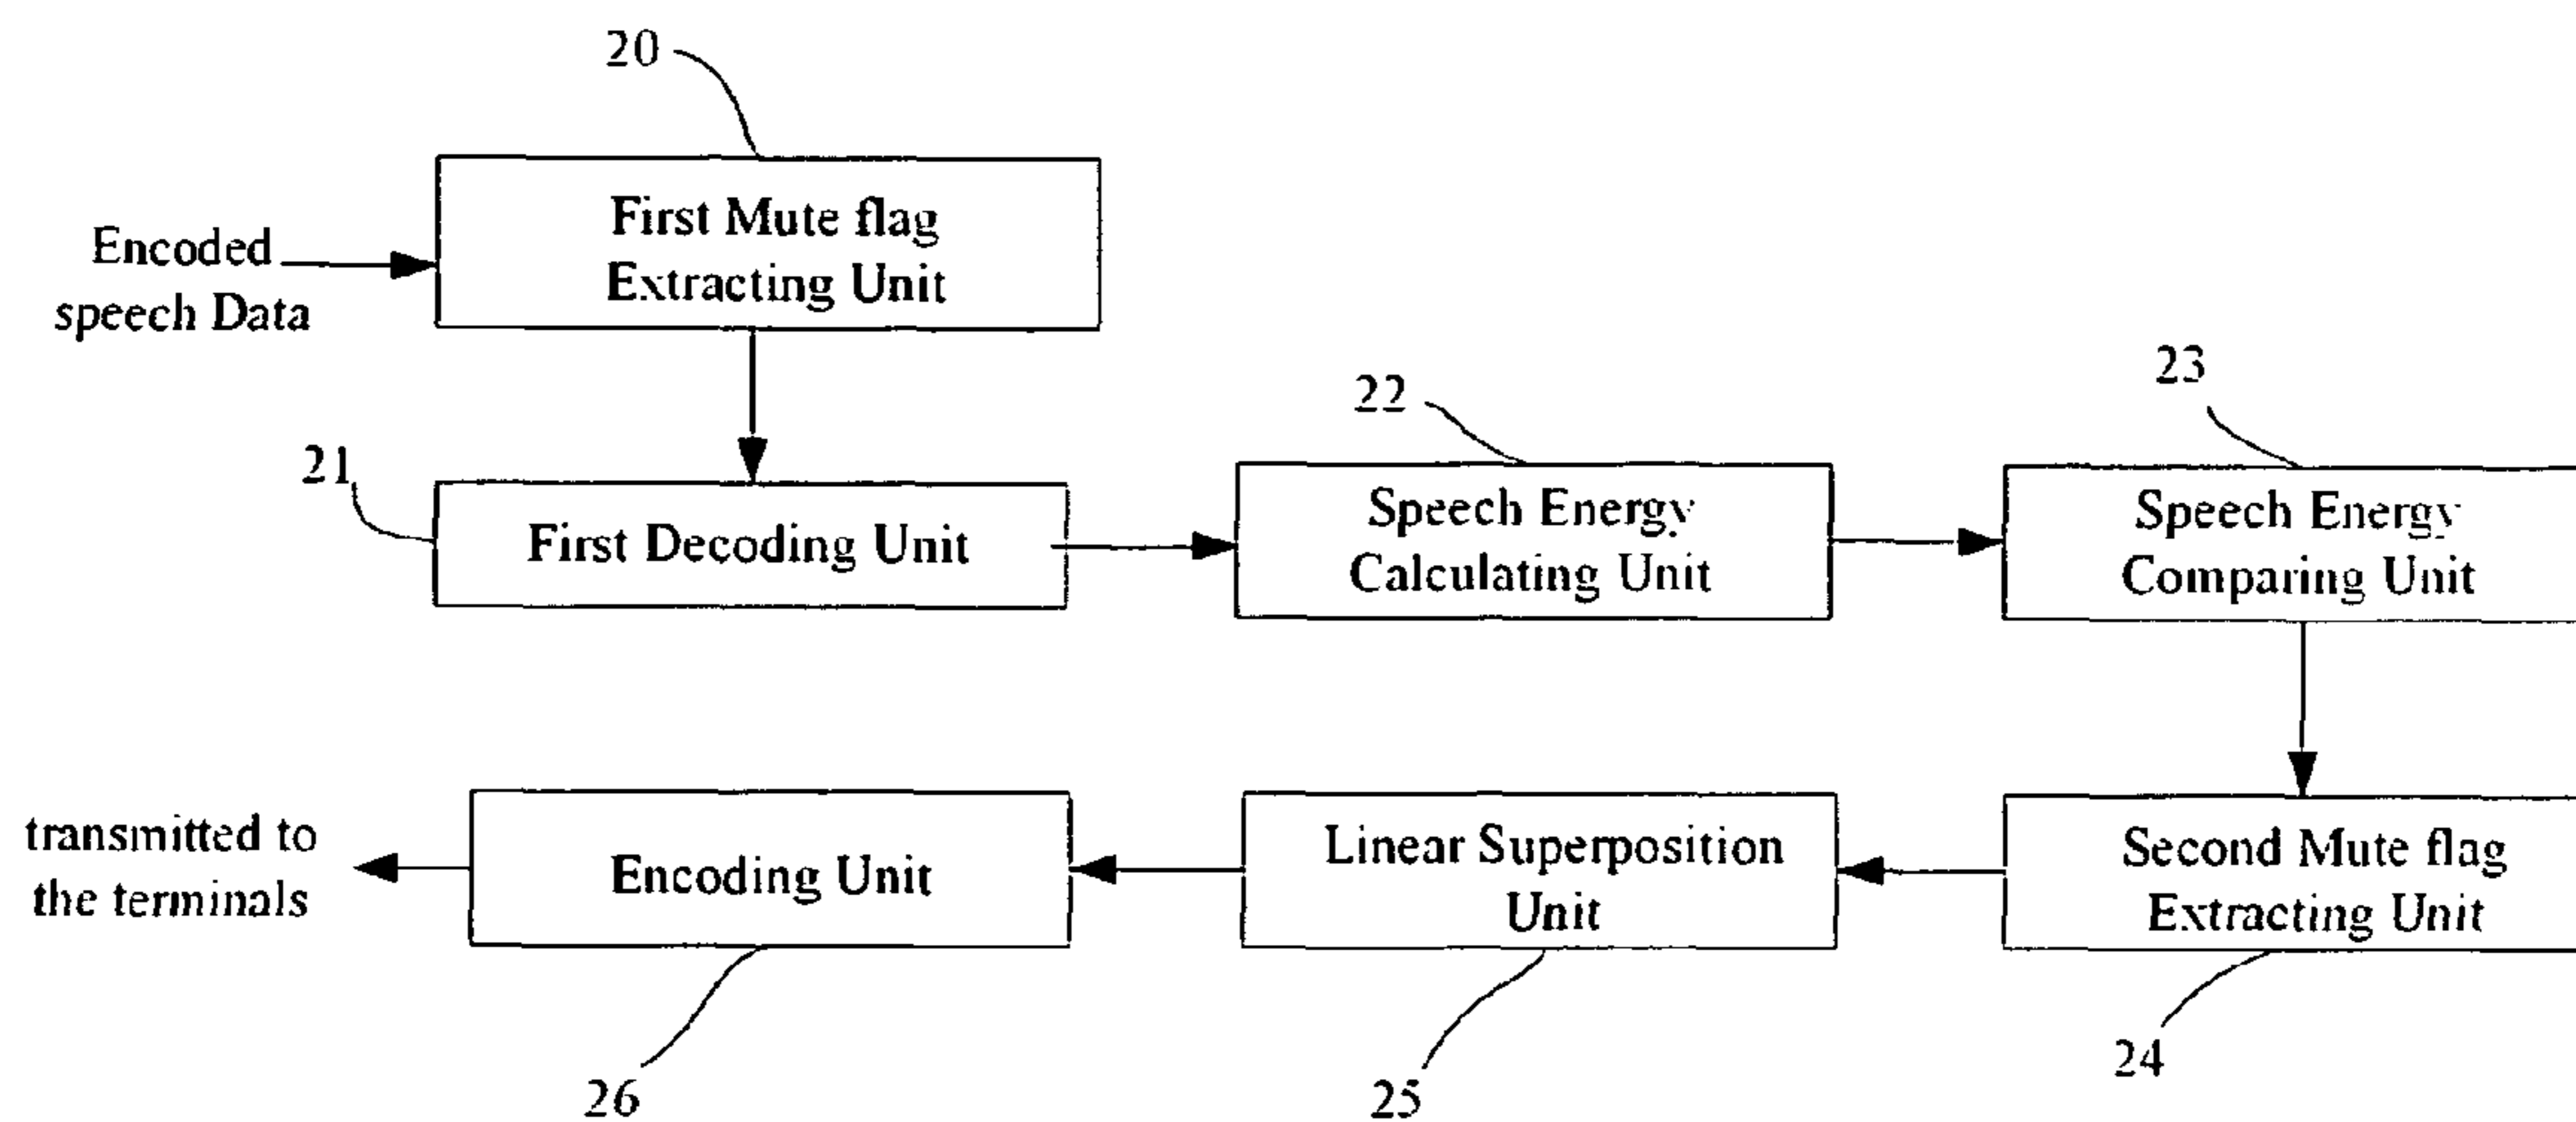 20
First Mute flag
Extracting Unit
Encoded
speech Data
21
First Decoding Unit
22
Speech Energy
Calculating Unit
23
Speech Energy
Comparing Unit
transmitted to
the terminals
Encoding Unit
26
Linear Superposition
Unit
25
Second Mute flag
Extracting Unit
24